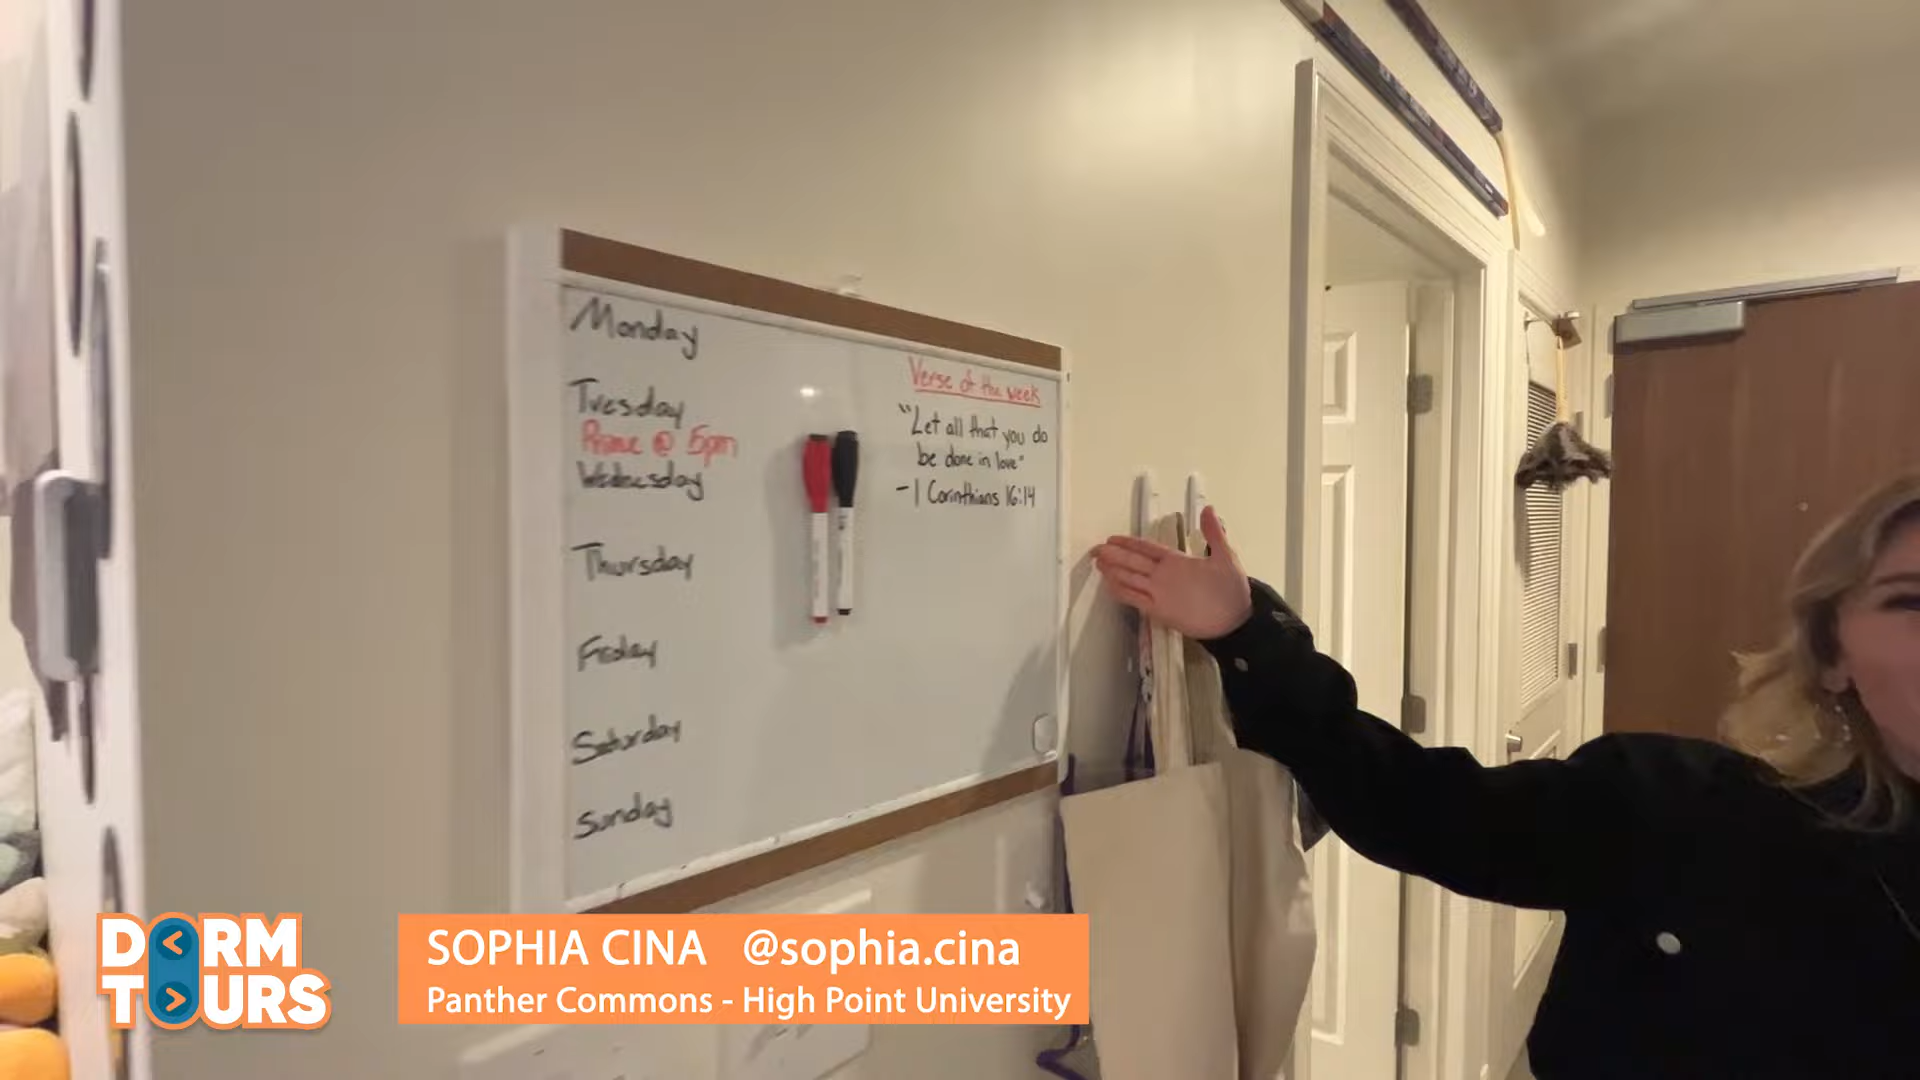 Monday
Tuesday
@ 5pm
Wednesday
Thursday
Friday
Saturday
Sunday
Verse of the week
"Let all that you do
be done in love"
- 1 Corinthians 16:14
DORM
TOURS
SOPHIA CINA @sophia.cina
Panther Commons - High Point University